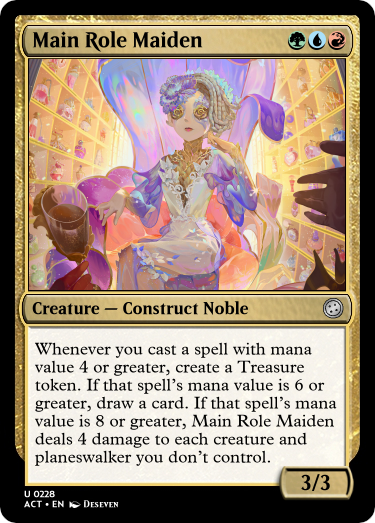 Main Role Maiden
Creature — Construct Noble
Whenever you cast a spell with mana
value 4 or greater, create a Treasure
token. If that spell's mana value is 6 or
greater, draw a card. If that spell's mana
value is 8 or greater, Main Role Maiden
deals 4 damage to each creature and
planeswalker you don't control.
3/3
U 0228
ACT • EN Deseven